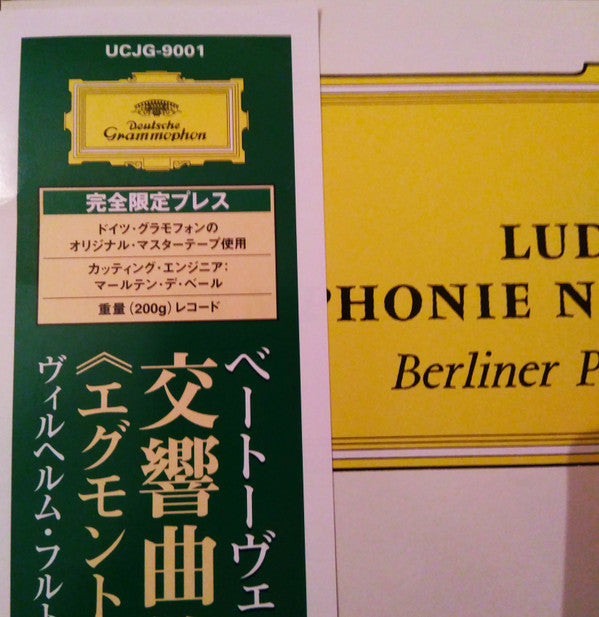 UCJG-9001
Deutsche
Grammophon
完全限定プレス
ドイツ・グラモフォンの
オリジナル・マスターテープ使用
カッティング・エンジニア:
マールテン・デ・ベール
重量(200g)レコード
ベートーヴェ
交響曲
《エグモント
ヴィルヘルム・フルト
LUD
PHONIE N
Berliner P